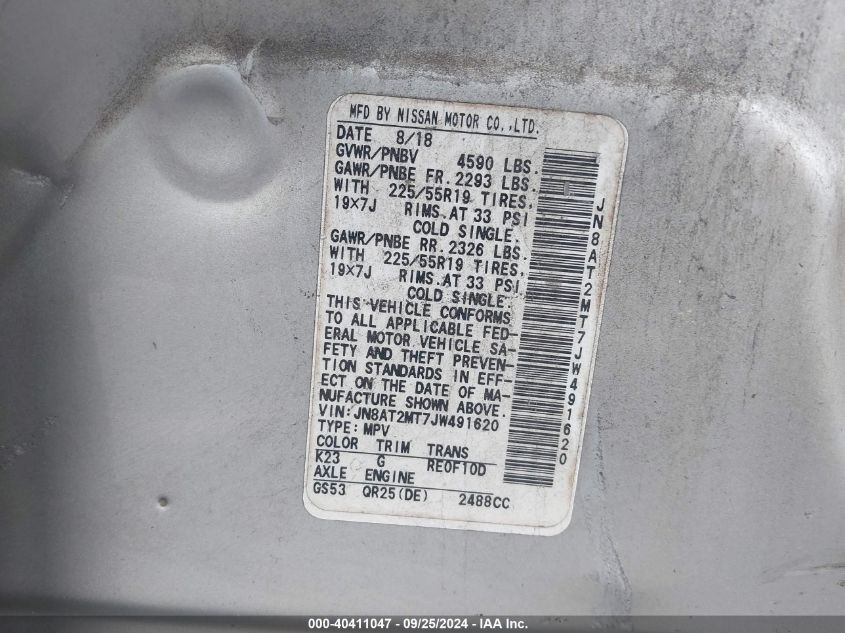 MFD BY NISSAN MOTOR CO.,LTD.
DATE 8/18
GVWR/PNBV 4590 LBS.
GAWR/PNBE FR. 2293 LBS.
WITH 225/55R19 TIRES,
19×7J RIMS.AT 33 PSI
COLD SINGLE.
GAWR/PNBE RR. 2326 LBS.
WITH 225/55R19 TIRES,
19×7J RIMS.AT 33 PSI
COLD SINGLE.
THIS VEHICLE CONFORMS
TO ALL APPLICABLE FED-
ERAL MOTOR VEHICLE SA-
FETY AND THEFT PREVEN-
TION STANDARDS IN EFF-
ECT ON THE DATE OF MA-
NUFACTURE SHOWN ABOVE.
VIN: JN8AT2MT7JW491620
TYPE: MPV
COLOR TRIM TRANS
K23 G RE0F10D
AXLE ENGINE
GS53 QR25(DE) 2488CC
JN8AT2MT7JW491620
000-40411047 - 09/25/2024 - IAA Inc.